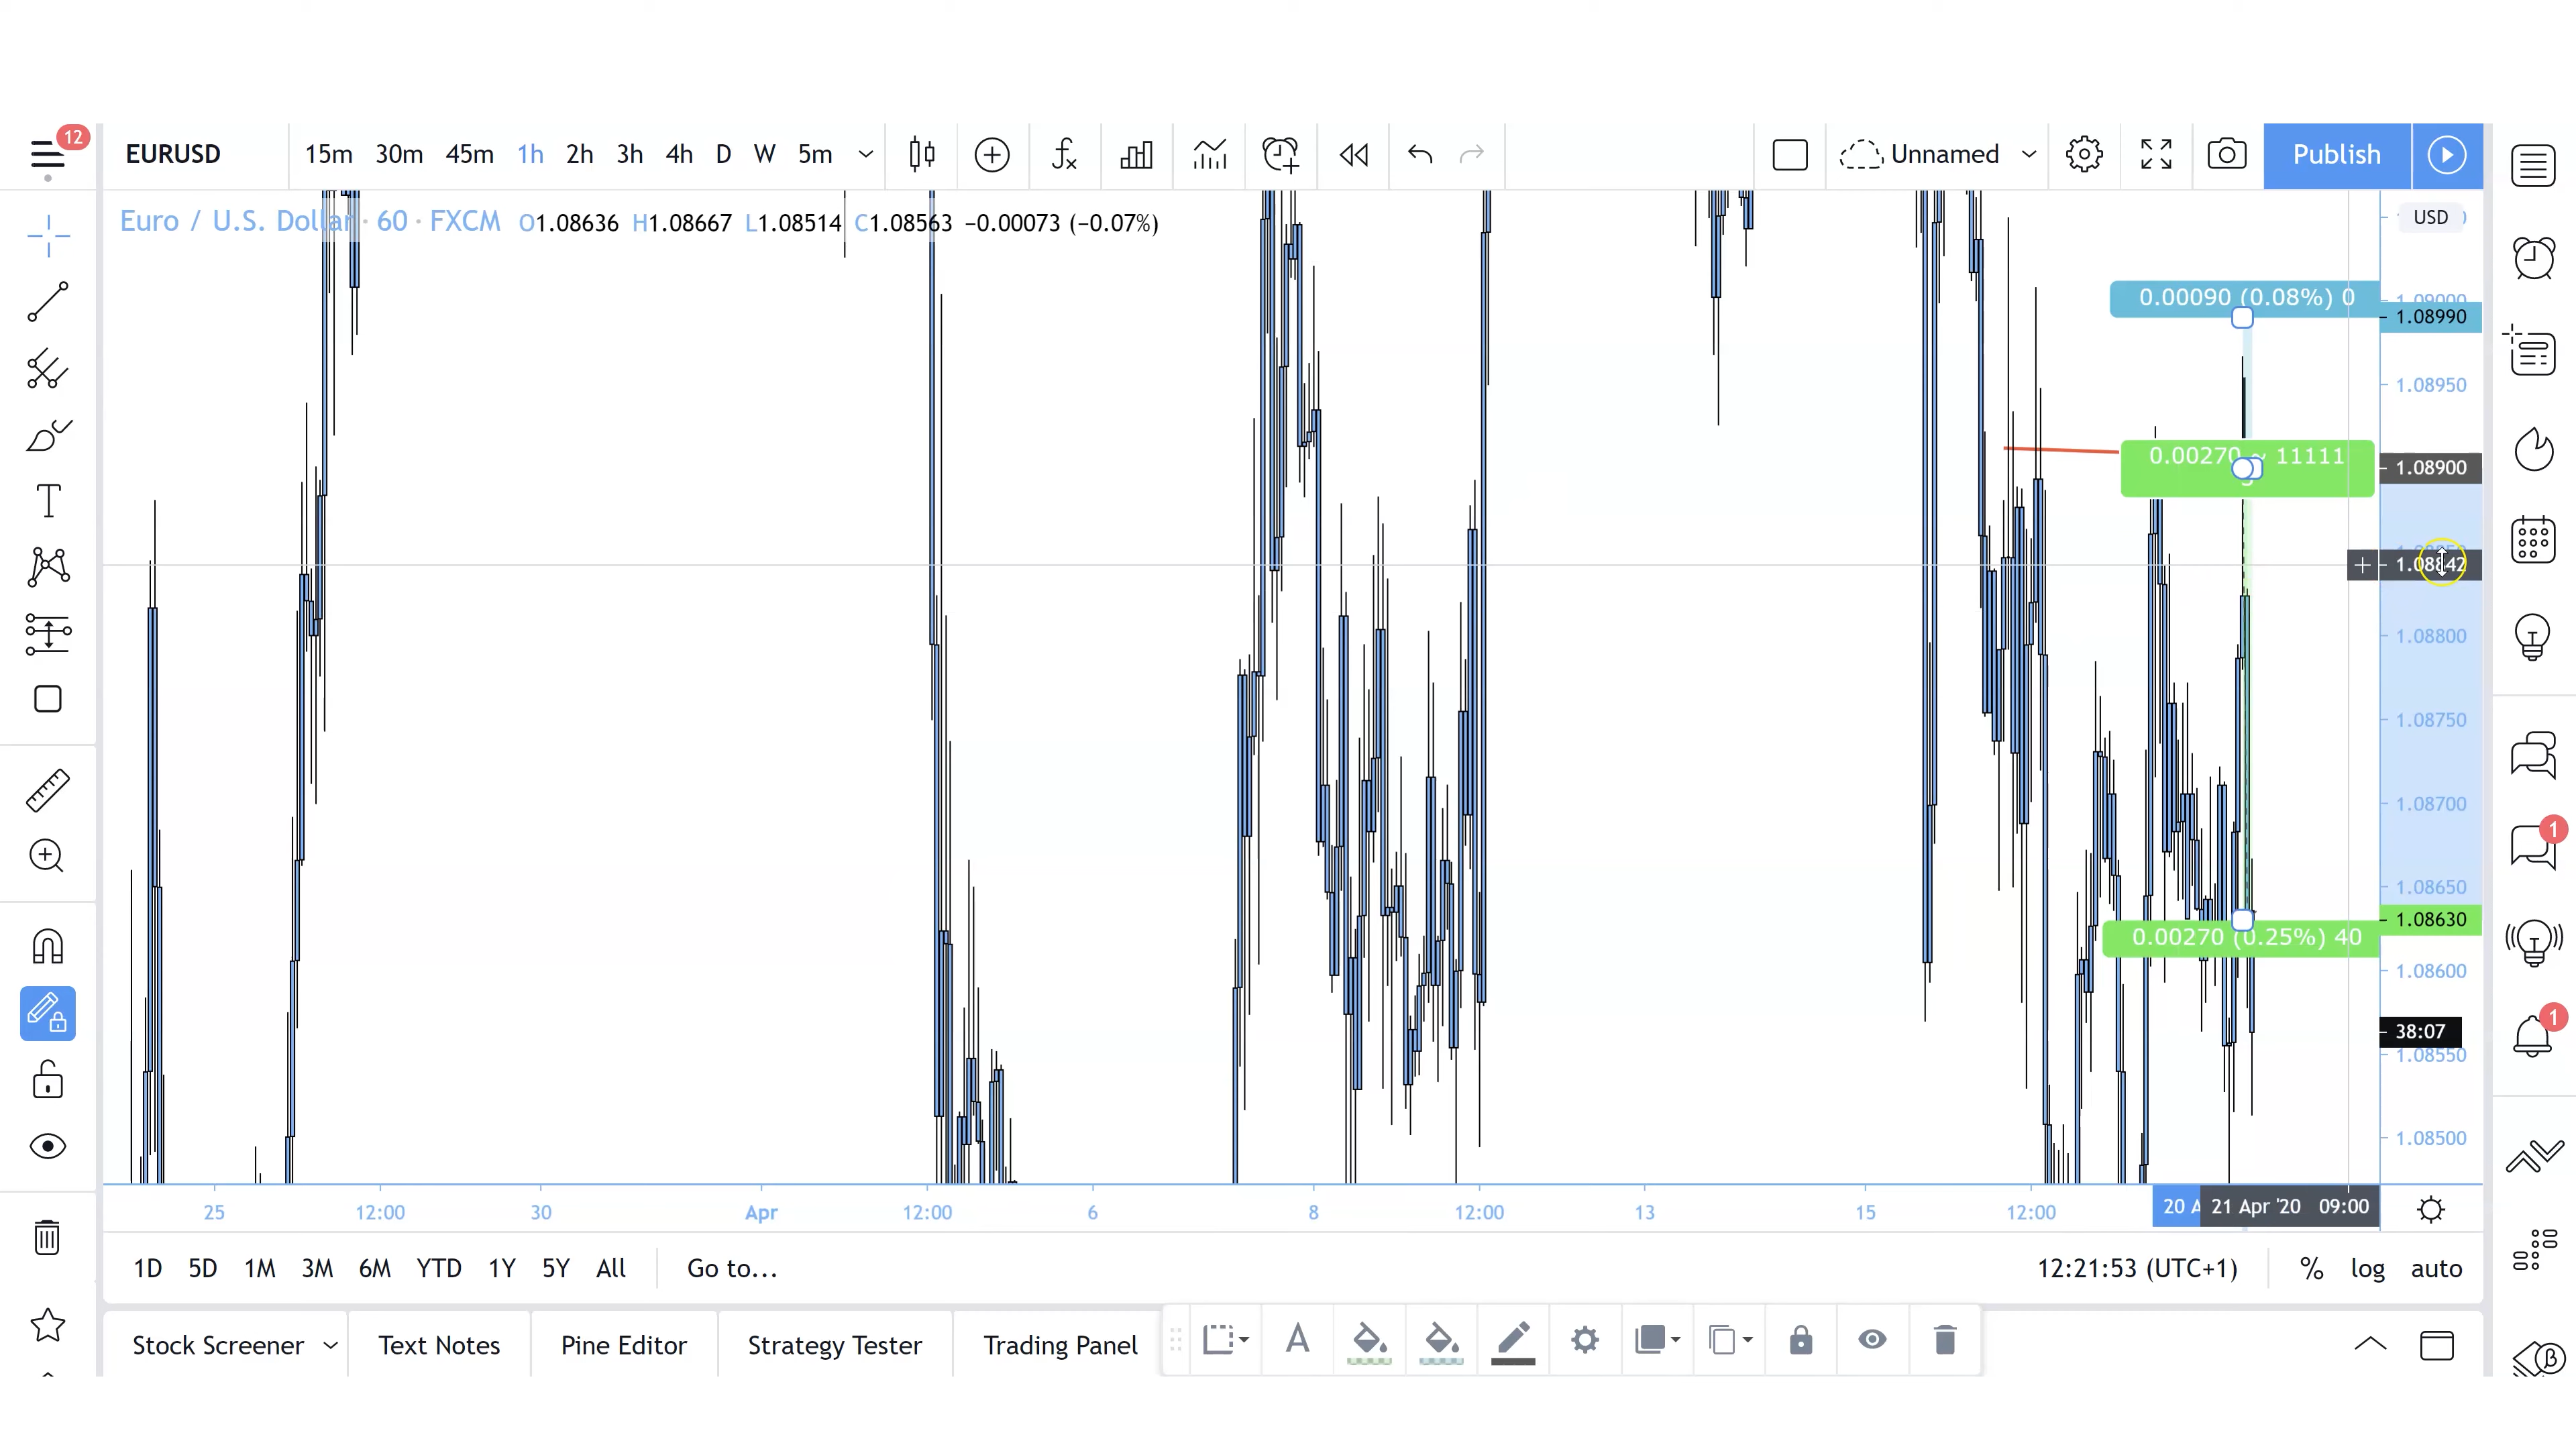 12
EURUSD 15m 30m 45m 1h 2h 3h 4h D W 5m Unnamed Publish
Euro / U.S. Dollar · 60 · FXCM O1.08636 H1.08667 L1.08514 C1.08563 −0.00073 (−0.07%)
USD
0.00090 (0.08%) 0
1.09000
1.08990
1.08950
0.00270 ~ 11111
1.08900
1.08842
1.08800
1.08750
1.08700
1.08650
1.08630
0.00270 (0.25%) 40
1.08600
38:07
1.08550
1.08500
1
1
25 12:00 30 Apr 12:00 6 8 12:00 13 15 12:00 20 A 21 Apr '20 09:00
1D 5D 1M 3M 6M YTD 1Y 5Y All Go to... 12:21:53 (UTC+1) % log auto
Stock Screener Text Notes Pine Editor Strategy Tester Trading Panel A
β